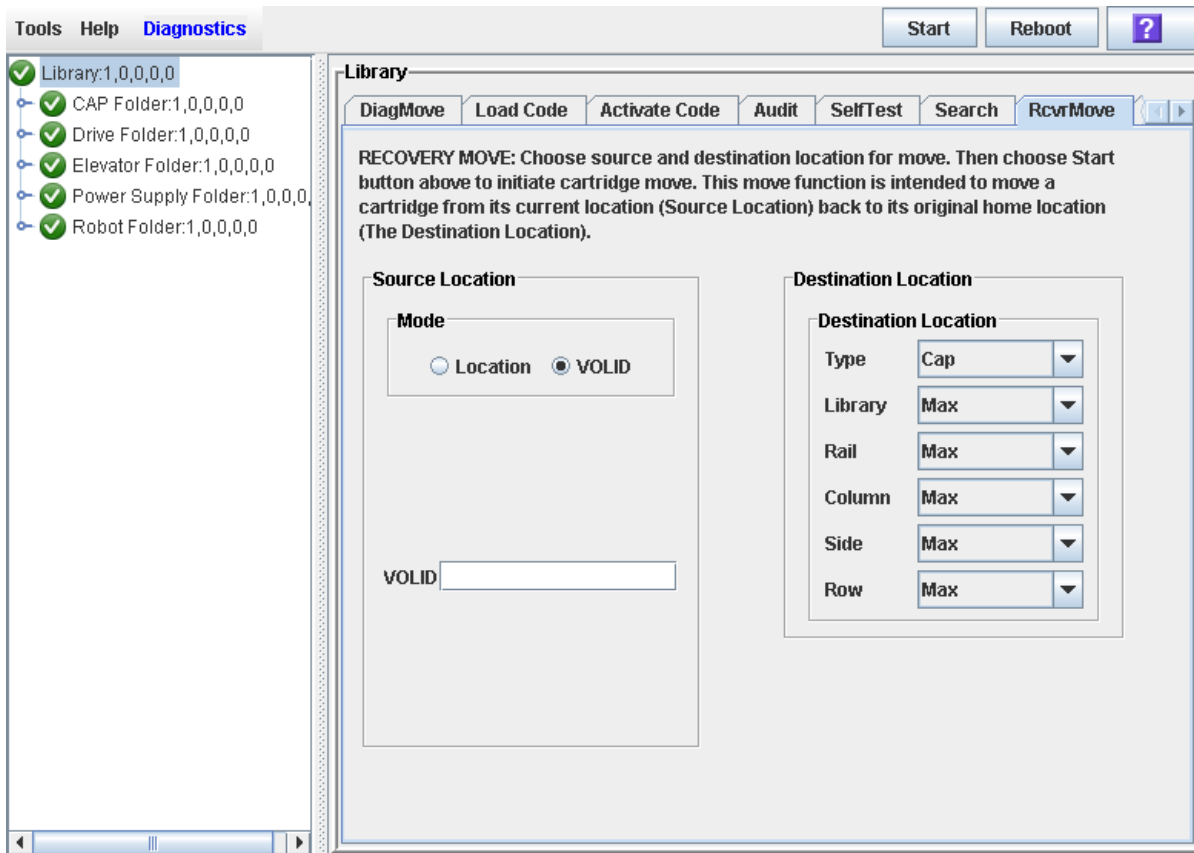 Tools Help Diagnostics Start Reboot ?
Library:1,0,0,0,0
CAP Folder:1,0,0,0,0
Drive Folder:1,0,0,0,0
Elevator Folder:1,0,0,0,0
Power Supply Folder:1,0,0,0,
Robot Folder:1,0,0,0,0
Library
DiagMove Load Code Activate Code Audit SelfTest Search RcvrMove
RECOVERY MOVE: Choose source and destination location for move. Then choose Start
button above to initiate cartridge move. This move function is intended to move a
cartridge from its current location (Source Location) back to its original home location
(The Destination Location).
Source Location
Mode
Location VOLID
VOLID
Destination Location
Destination Location
Type Cap
Library Max
Rail Max
Column Max
Side Max
Row Max